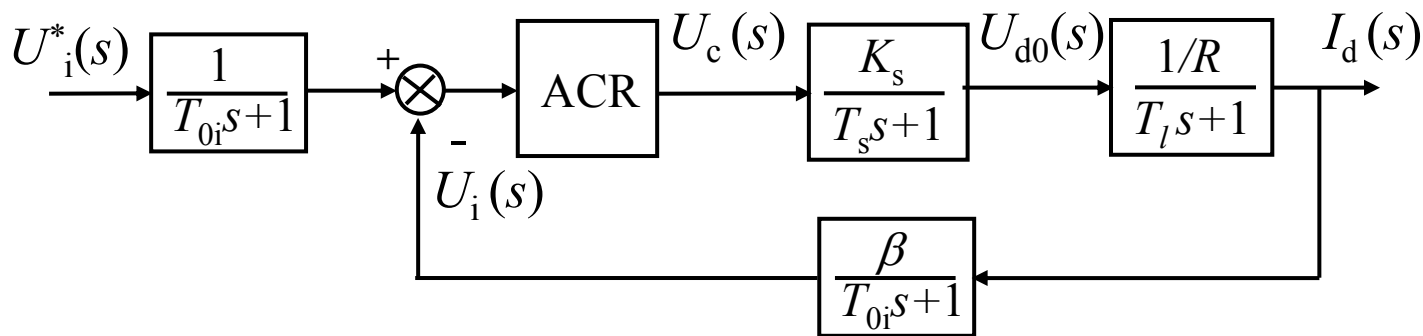 U*i(s)
1
T0is+1
+
-
ACR
Uc(s)
Ks
Tss+1
Ud0(s)
1/R
Tls+1
Id(s)
Ui(s)
β
T0is+1